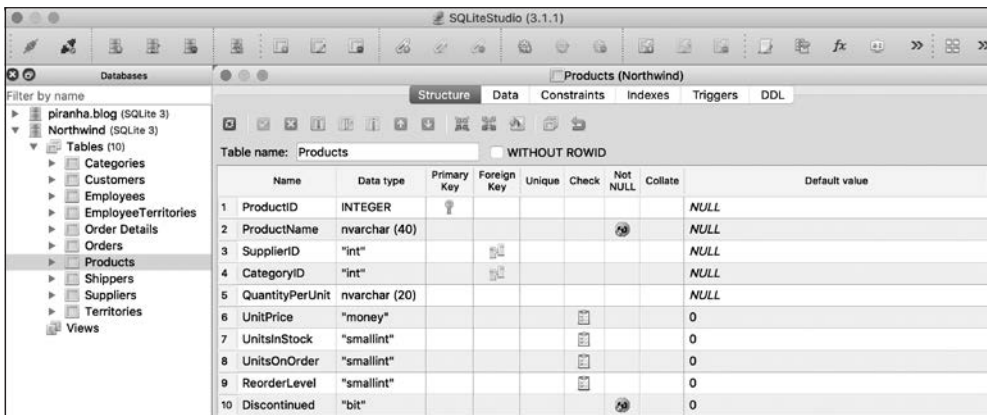 SQLiteStudio (3.1.1)
fx
Databases
Filter by name
piranha.blog (SQLite 3)
Northwind (SQLite 3)
Tables (10)
Categories
Customers
Employees
EmployeeTerritories
Order Details
Orders
Products
Shippers
Suppliers
Territories
Views
Products (Northwind)
Structure Data Constraints Indexes Triggers DDL
Table name: Products WITHOUT ROWID
Name Data type Primary Key Foreign Key Unique Check Not NULL Collate Default value
1 ProductID INTEGER NULL
2 ProductName nvarchar (40) NULL
3 SupplierID "int" NULL
4 CategoryID "int" NULL
5 QuantityPerUnit nvarchar (20) NULL
6 UnitPrice "money" 0
7 UnitsInStock "smallint" 0
8 UnitsOnOrder "smallint" 0
9 ReorderLevel "smallint" 0
10 Discontinued "bit" 0